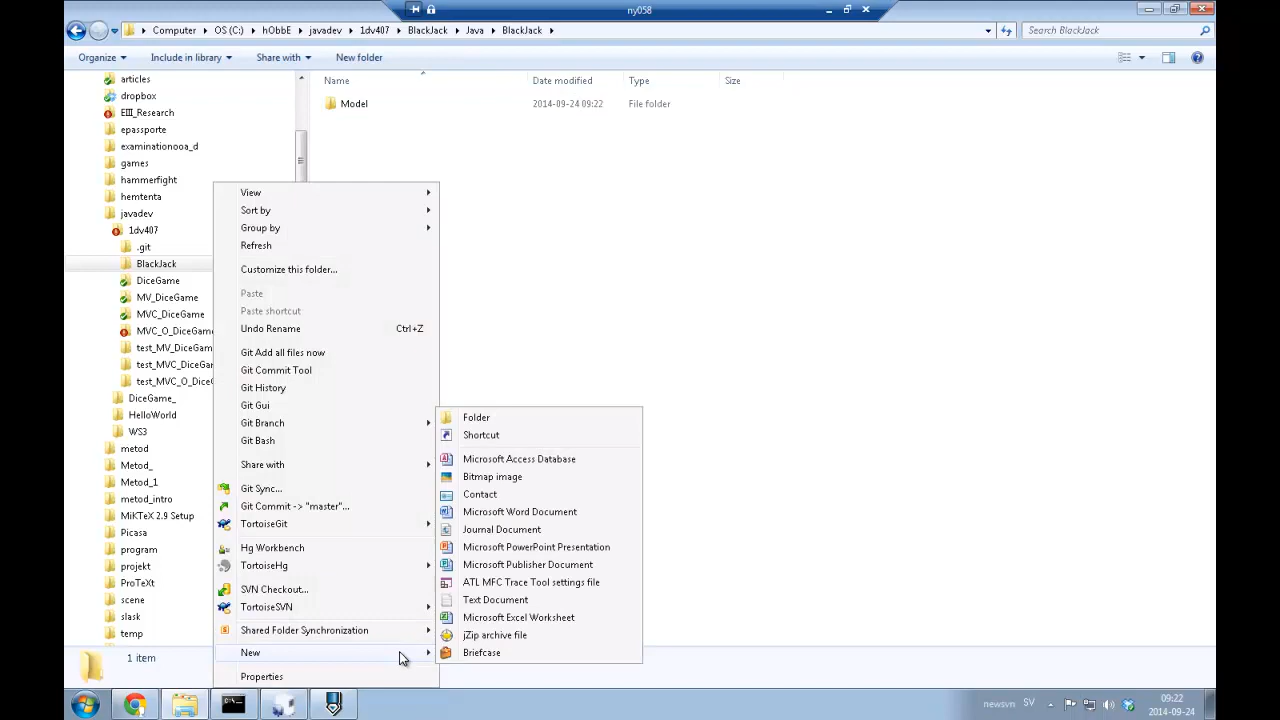 ny058
Computer ▸ OS (C:) ▸ hObbE ▸ javadev ▸ 1dv407 ▸ BlackJack ▸ Java ▸ BlackJack ▸
Search BlackJack
Organize
Include in library
Share with
New folder
articles
dropbox
EIII_Research
epassporte
examinationooa_d
games
hammerfight
hemtenta
javadev
1dv407
.git
BlackJack
DiceGame
MV_DiceGame
MVC_DiceGame
MVC_O_DiceGame
test_MV_DiceGam
test_MVC_DiceGar
test_MVC_O_DiceG
DiceGame_
HelloWorld
WS3
metod
Metod_
Metod_1
metod_intro
MiKTeX 2.9 Setup
Picasa
program
projekt
ProTeXt
scene
slask
temp
Name
Date modified
Type
Size
Model
2014-09-24 09:22
File folder
View
Sort by
Group by
Refresh
Customize this folder...
Paste
Paste shortcut
Undo Rename Ctrl+Z
Git Add all files now
Git Commit Tool
Git History
Git Gui
Git Branch
Git Bash
Share with
Git Sync...
Git Commit -> "master"...
TortoiseGit
Hg Workbench
TortoiseHg
SVN Checkout...
TortoiseSVN
Shared Folder Synchronization
New
Properties
Folder
Shortcut
Microsoft Access Database
Bitmap image
Contact
Microsoft Word Document
Journal Document
Microsoft PowerPoint Presentation
Microsoft Publisher Document
ATL MFC Trace Tool settings file
Text Document
Microsoft Excel Worksheet
jZip archive file
Briefcase
1 item
newsvn
SV
09:22
2014-09-24